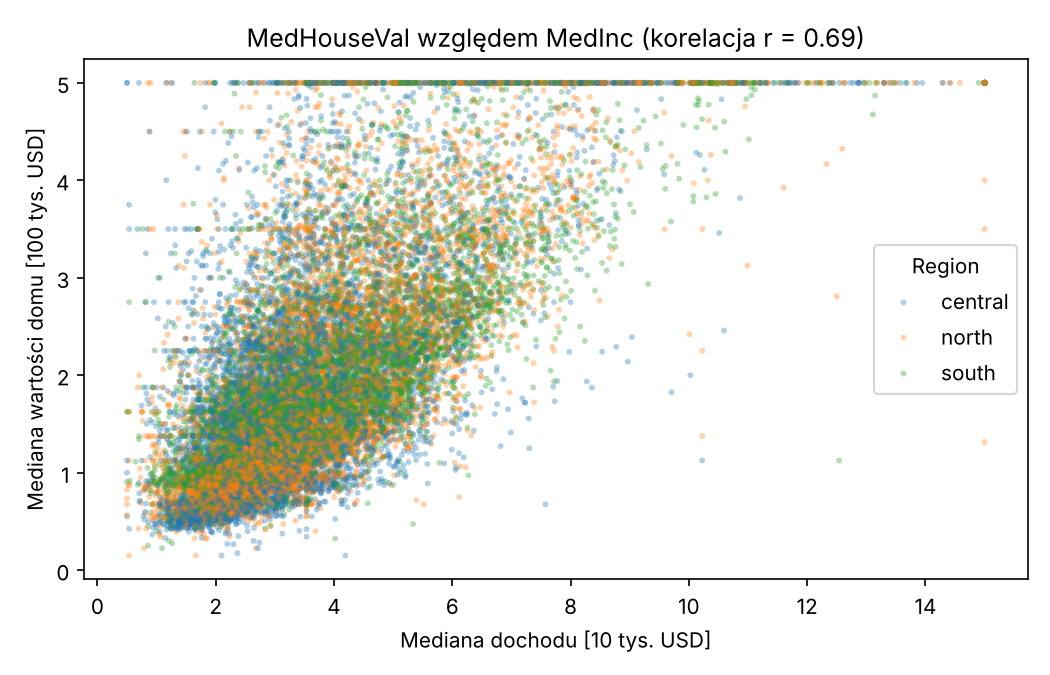 MedHouseVal względem MedInc (korelacja r = 0.69)
Mediana wartości domu [100 tys. USD]
5
4
3
2
1
0
Region
central
north
south
0 2 4 6 8 10 12 14
Mediana dochodu [10 tys. USD]